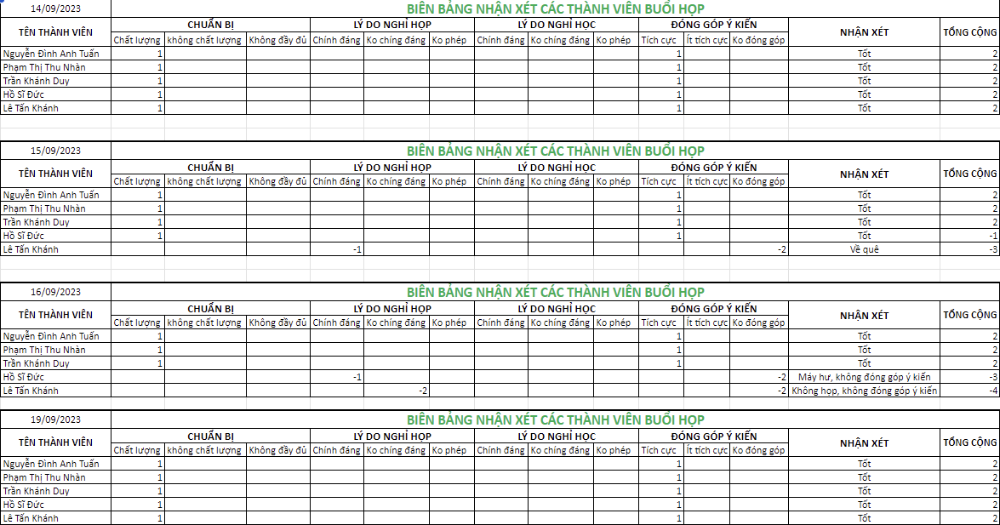 14/09/2023 BIÊN BẢNG NHẬN XÉT CÁC THÀNH VIÊN BUỔI HỌP
TÊN THÀNH VIÊN CHUẨN BỊ LÝ DO NGHỈ HỌP LÝ DO NGHỈ HỌC ĐÓNG GÓP Ý KIẾN NHẬN XÉT TỔNG CỘNG
Chất lượng không chất lượng Không đầy đủ Chính đáng Ko chíng đáng Ko phép Chính đáng Ko chíng đáng Ko phép Tích cực Ít tích cực Ko đóng góp
Nguyễn Đình Anh Tuấn 1 1 Tốt 2
Phạm Thị Thu Nhàn 1 1 Tốt 2
Trần Khánh Duy 1 1 Tốt 2
Hồ Sĩ Đức 1 1 Tốt 2
Lê Tấn Khánh 1 1 Tốt 2
15/09/2023 BIÊN BẢNG NHẬN XÉT CÁC THÀNH VIÊN BUỔI HỌP
TÊN THÀNH VIÊN CHUẨN BỊ LÝ DO NGHỈ HỌP LÝ DO NGHỈ HỌC ĐÓNG GÓP Ý KIẾN NHẬN XÉT TỔNG CỘNG
Chất lượng không chất lượng Không đầy đủ Chính đáng Ko chíng đáng Ko phép Chính đáng Ko chíng đáng Ko phép Tích cực Ít tích cực Ko đóng góp
Nguyễn Đình Anh Tuấn 1 1 Tốt 2
Phạm Thị Thu Nhàn 1 1 Tốt 2
Trần Khánh Duy 1 1 Tốt 2
Hồ Sĩ Đức 1 1 Tốt -1
Lê Tấn Khánh -1 -2 Về quê -3
16/09/2023 BIÊN BẢNG NHẬN XÉT CÁC THÀNH VIÊN BUỔI HỌP
TÊN THÀNH VIÊN CHUẨN BỊ LÝ DO NGHỈ HỌP LÝ DO NGHỈ HỌC ĐÓNG GÓP Ý KIẾN NHẬN XÉT TỔNG CỘNG
Chất lượng không chất lượng Không đầy đủ Chính đáng Ko chíng đáng Ko phép Chính đáng Ko chíng đáng Ko phép Tích cực Ít tích cực Ko đóng góp
Nguyễn Đình Anh Tuấn 1 1 Tốt 2
Phạm Thị Thu Nhàn 1 1 Tốt 2
Trần Khánh Duy 1 1 Tốt 2
Hồ Sĩ Đức -1 -2 Máy hư, không đóng góp ý kiến -3
Lê Tấn Khánh -2 -2 Không họp, không đóng góp ý kiến -4
19/09/2023 BIÊN BẢNG NHẬN XÉT CÁC THÀNH VIÊN BUỔI HỌP
TÊN THÀNH VIÊN CHUẨN BỊ LÝ DO NGHỈ HỌP LÝ DO NGHỈ HỌC ĐÓNG GÓP Ý KIẾN NHẬN XÉT TỔNG CỘNG
Chất lượng không chất lượng Không đầy đủ Chính đáng Ko chíng đáng Ko phép Chính đáng Ko chíng đáng Ko phép Tích cực Ít tích cực Ko đóng góp
Nguyễn Đình Anh Tuấn 1 1 Tốt 2
Phạm Thị Thu Nhàn 1 1 Tốt 2
Trần Khánh Duy 1 1 Tốt 2
Hồ Sĩ Đức 1 1 Tốt 2
Lê Tấn Khánh 1 1 Tốt 2